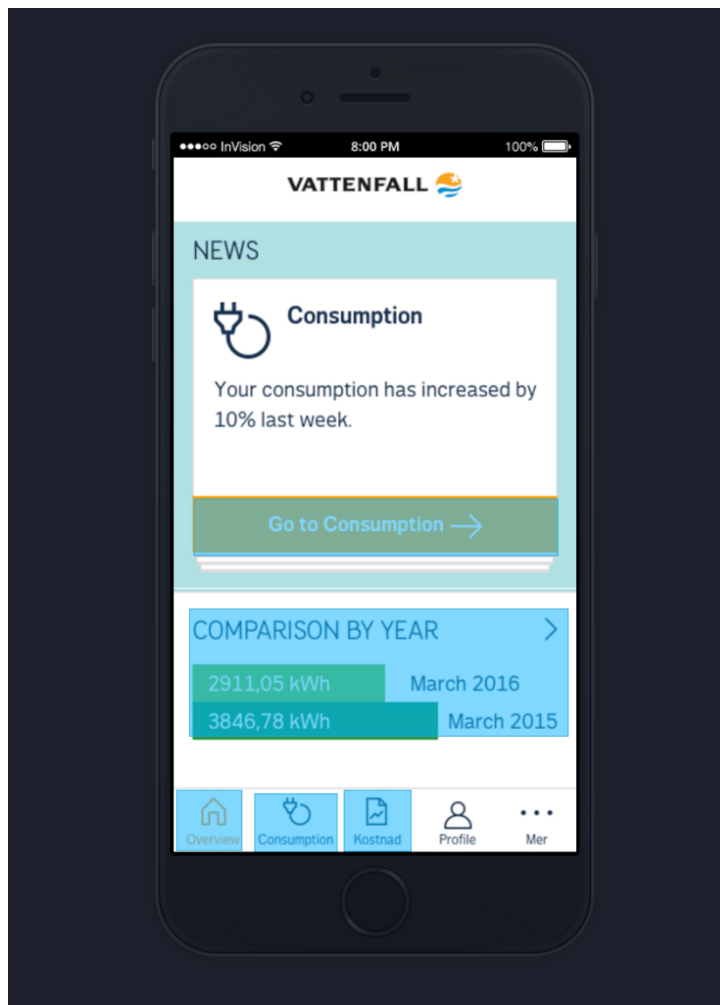 InVision 8:00 PM 100%
VATTENFALL
NEWS
Consumption
Your consumption has increased by
10% last week.
Go to Consumption →
COMPARISON BY YEAR >
2911,05 kWh March 2016
3846,78 kWh March 2015
Overview Consumption Kostnad Profile Mer